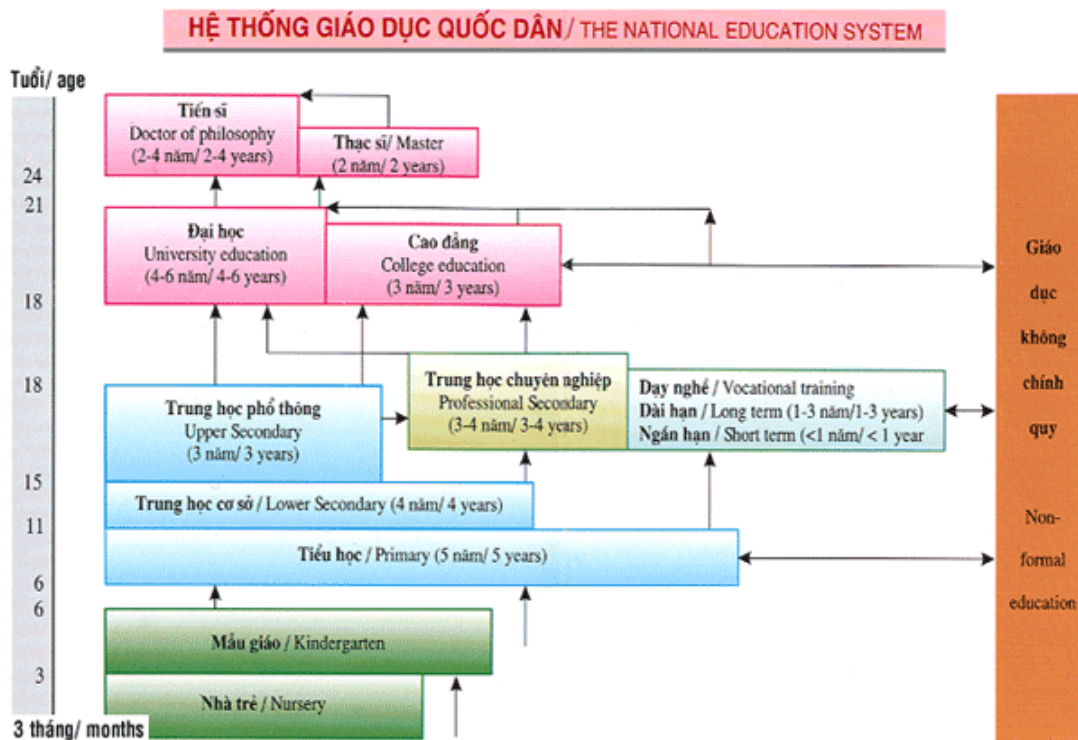 HỆ THỐNG GIÁO DỤC QUỐC DÂN/ THE NATIONAL EDUCATION SYSTEM
Tuổi/ age
Tiến sĩ
Doctor of philosophy
(2-4 năm/ 2-4 years)
Thạc sĩ/ Master
(2 năm/ 2 years)
24
21
Đại học
University education
(4-6 năm/ 4-6 years)
Cao đẳng
College education
(3 năm/ 3 years)
18
18
Trung học phổ thông
Upper Secondary
(3 năm/ 3 years)
Trung học chuyên nghiệp
Professional Secondary
(3-4 năm/ 3-4 years)
Dạy nghề / Vocational training
Dài hạn / Long term (1-3 năm/1-3 years)
Ngắn hạn / Short term (<1 năm/ < 1 year
15
Trung học cơ sở / Lower Secondary (4 năm/ 4 years)
11
Tiểu học / Primary (5 năm/ 5 years)
6
6
Mẫu giáo / Kindergarten
3
Nhà trẻ / Nursery
3 tháng/ months
Giáo
dục
không
chính
quy
Non-
formal
education